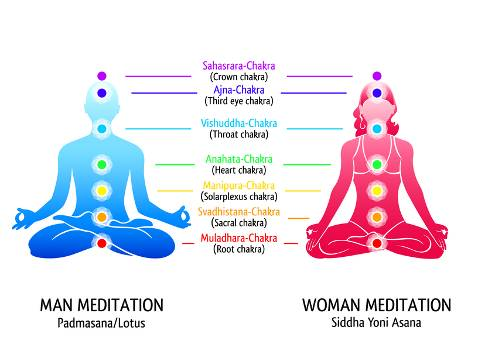 Sahasrara-Chakra
(Crown chakra)
Ajna-Chakra
(Third eye chakra)
Vishuddha-Chakra
(Throat chakra)
Anahata-Chakra
(Heart chakra)
Manipura-Chakra
(Solarplexus chakra)
Svadhistana-Chakra
(Sacral chakra)
Muladhara-Chakra
(Root chakra)
MAN MEDITATION
Padmasana/Lotus
WOMAN MEDITATION
Siddha Yoni Asana